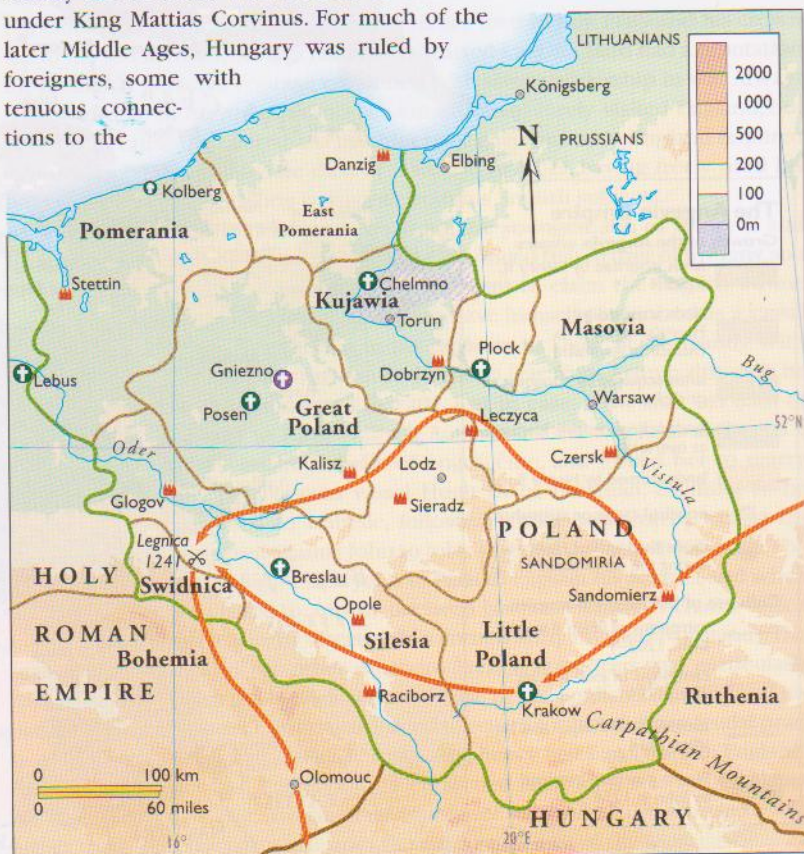 under King Mattias Corvinus. For much of the
later Middle Ages, Hungary was ruled by
foreigners, some with
tenuous connec-
tions to the
LITHUANIANS
Königsberg
N
PRUSSIANS
2000
1000
500
200
100
0m
Danzig
Elbing
Kolberg
East
Pomerania
Pomerania
Stettin
Chelmno
Kujawia
Torun
Masovia
Plock
Bug
Gniezno
Dobrzyn
Lebus
Posen
Great
Poland
Warsaw
Leczyca
52°N
Oder
Kalisz
Lodz
Czersk
Vistula
Glogov
Sieradz
Legnica
1241
POLAND
SANDOMIRIA
HOLY
Swidnica
Breslau
Sandomierz
Opole
ROMAN
Silesia
Little
Poland
Bohemia
EMPIRE
Raciborz
Krakow
Ruthenia
Carpathian Mountains
0 100 km
0 60 miles
Olomouc
HUNGARY
16°
20°E